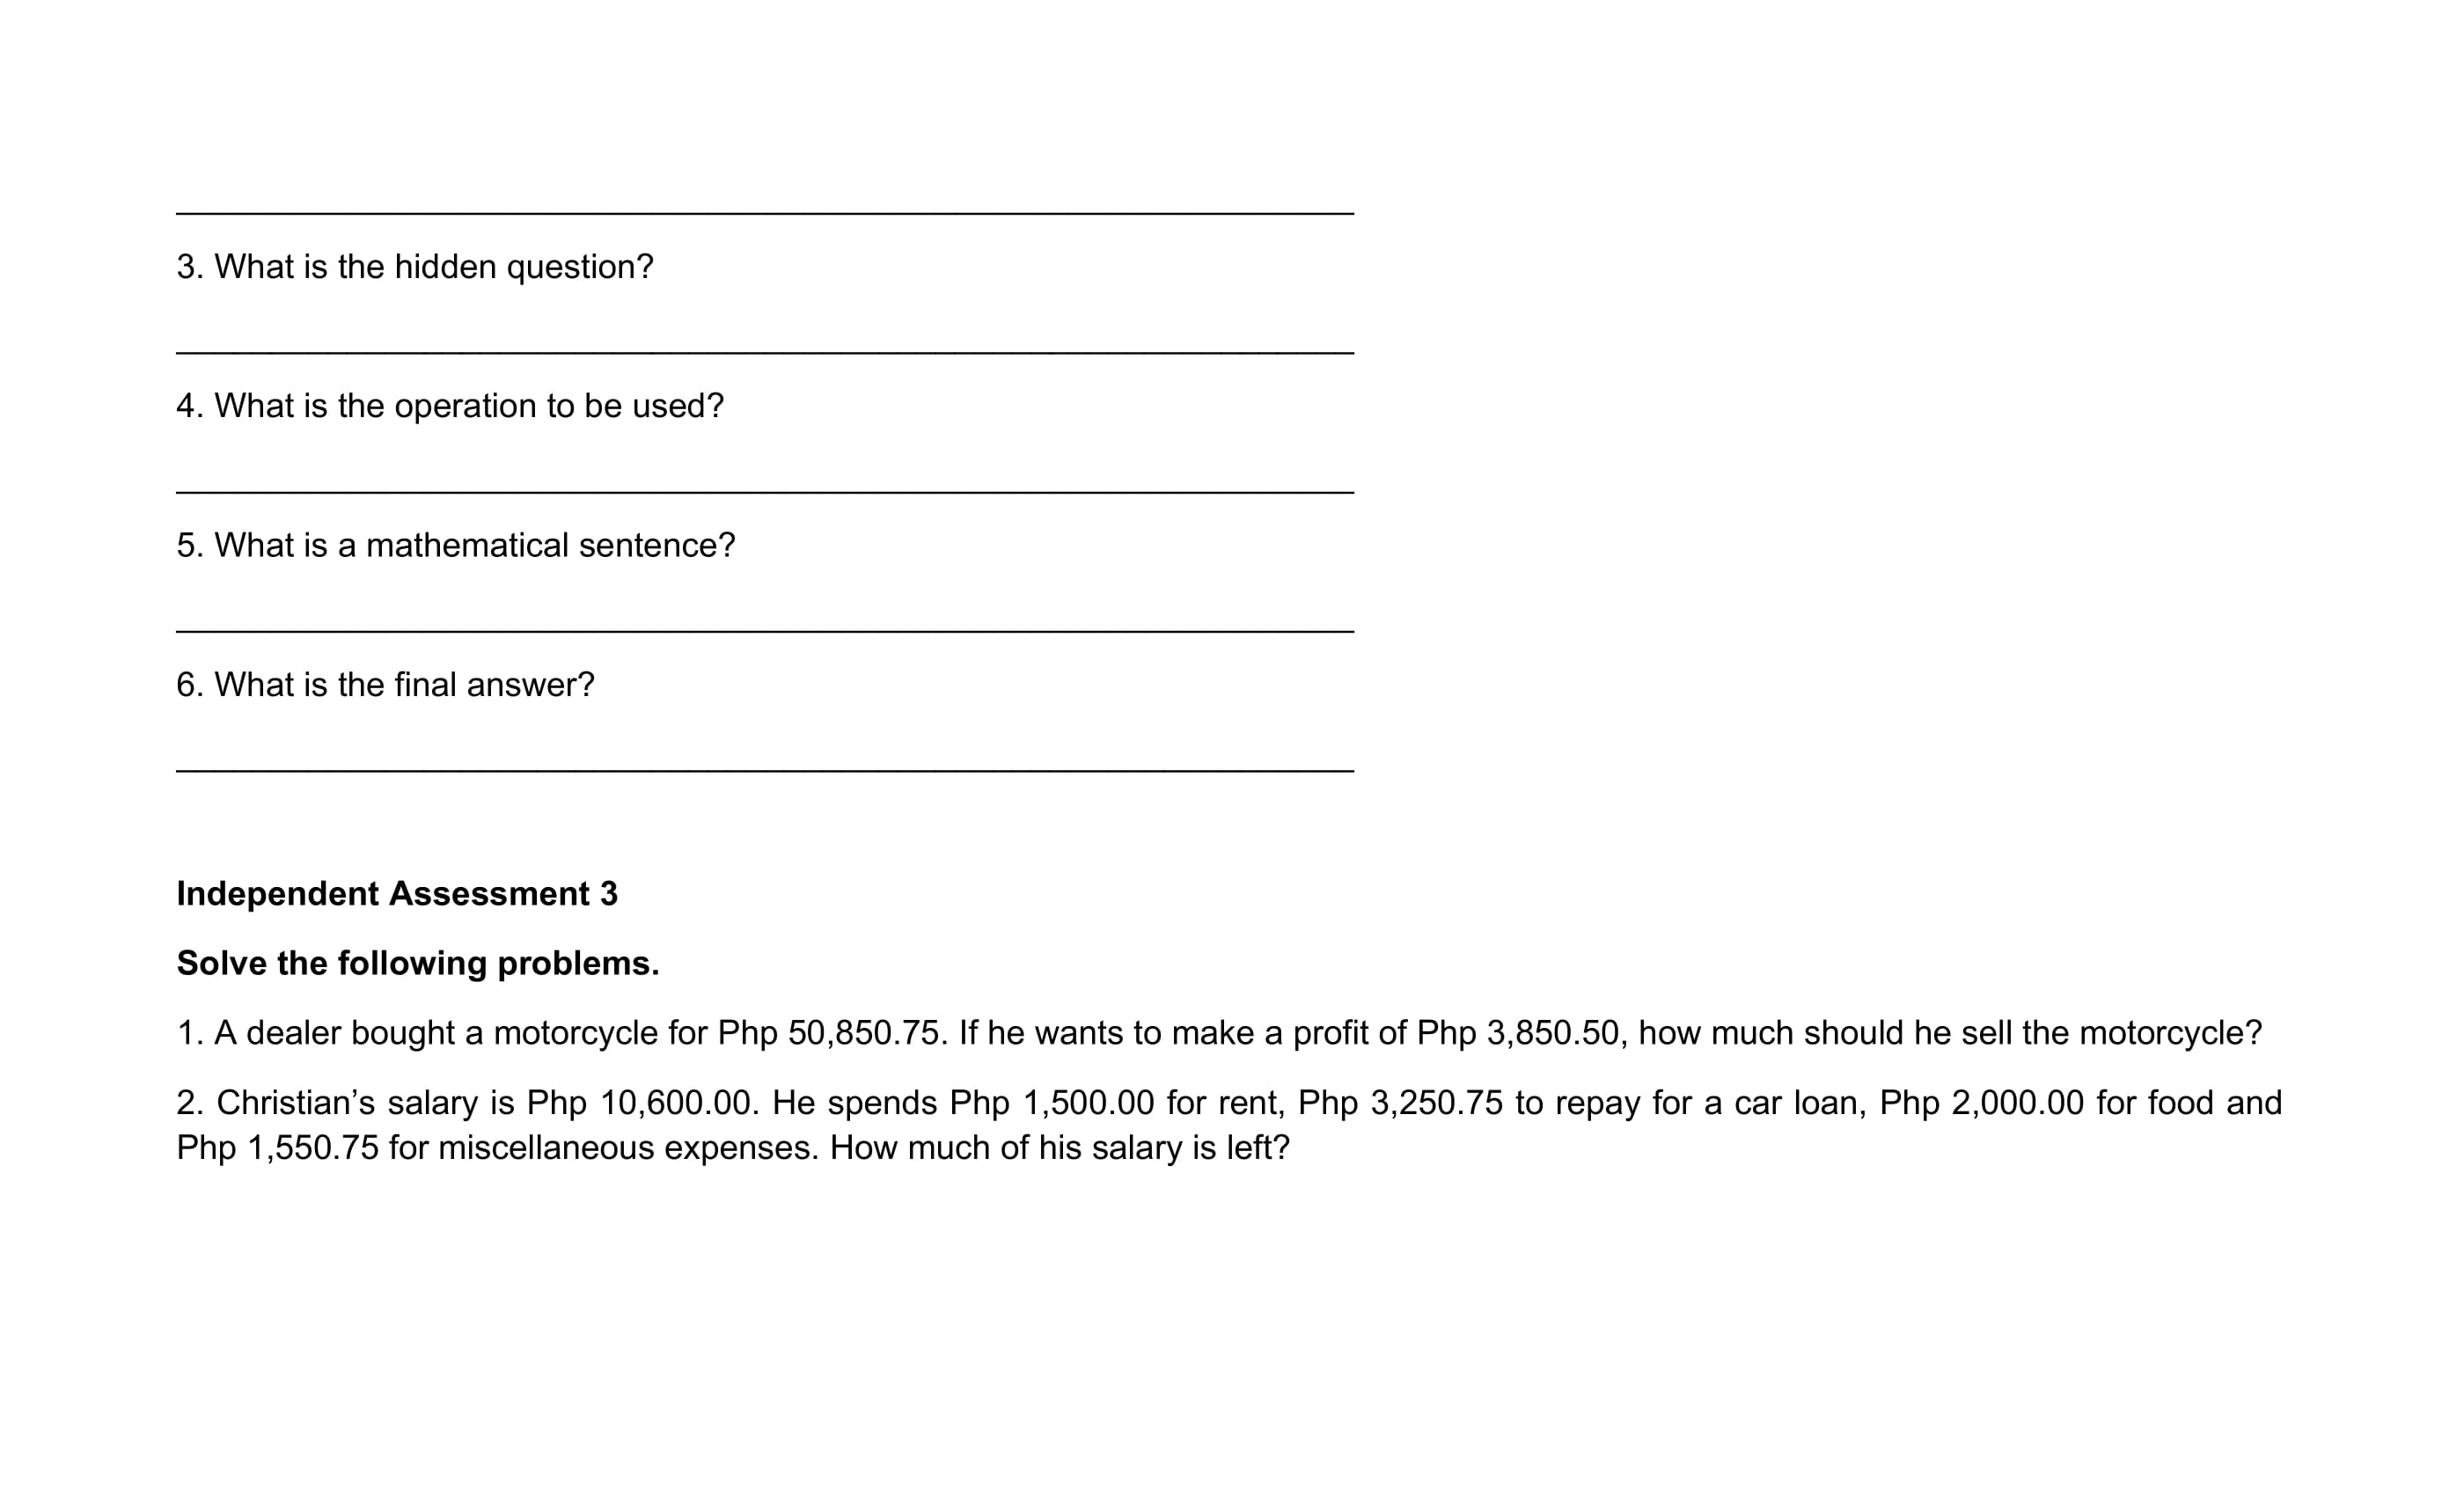 3. What is the hidden question?
4. What is the operation to be used?
5. What is a mathematical sentence?
6. What is the final answer?
Independent Assessment 3
Solve the following problems.
1. A dealer bought a motorcycle for Php 50,850.75. If he wants to make a profit of Php 3,850.50, how much should he sell the motorcycle?
2. Christian’s salary is Php 10,600.00. He spends Php 1,500.00 for rent, Php 3,250.75 to repay for a car loan, Php 2,000.00 for food and
Php 1,550.75 for miscellaneous expenses. How much of his salary is left?